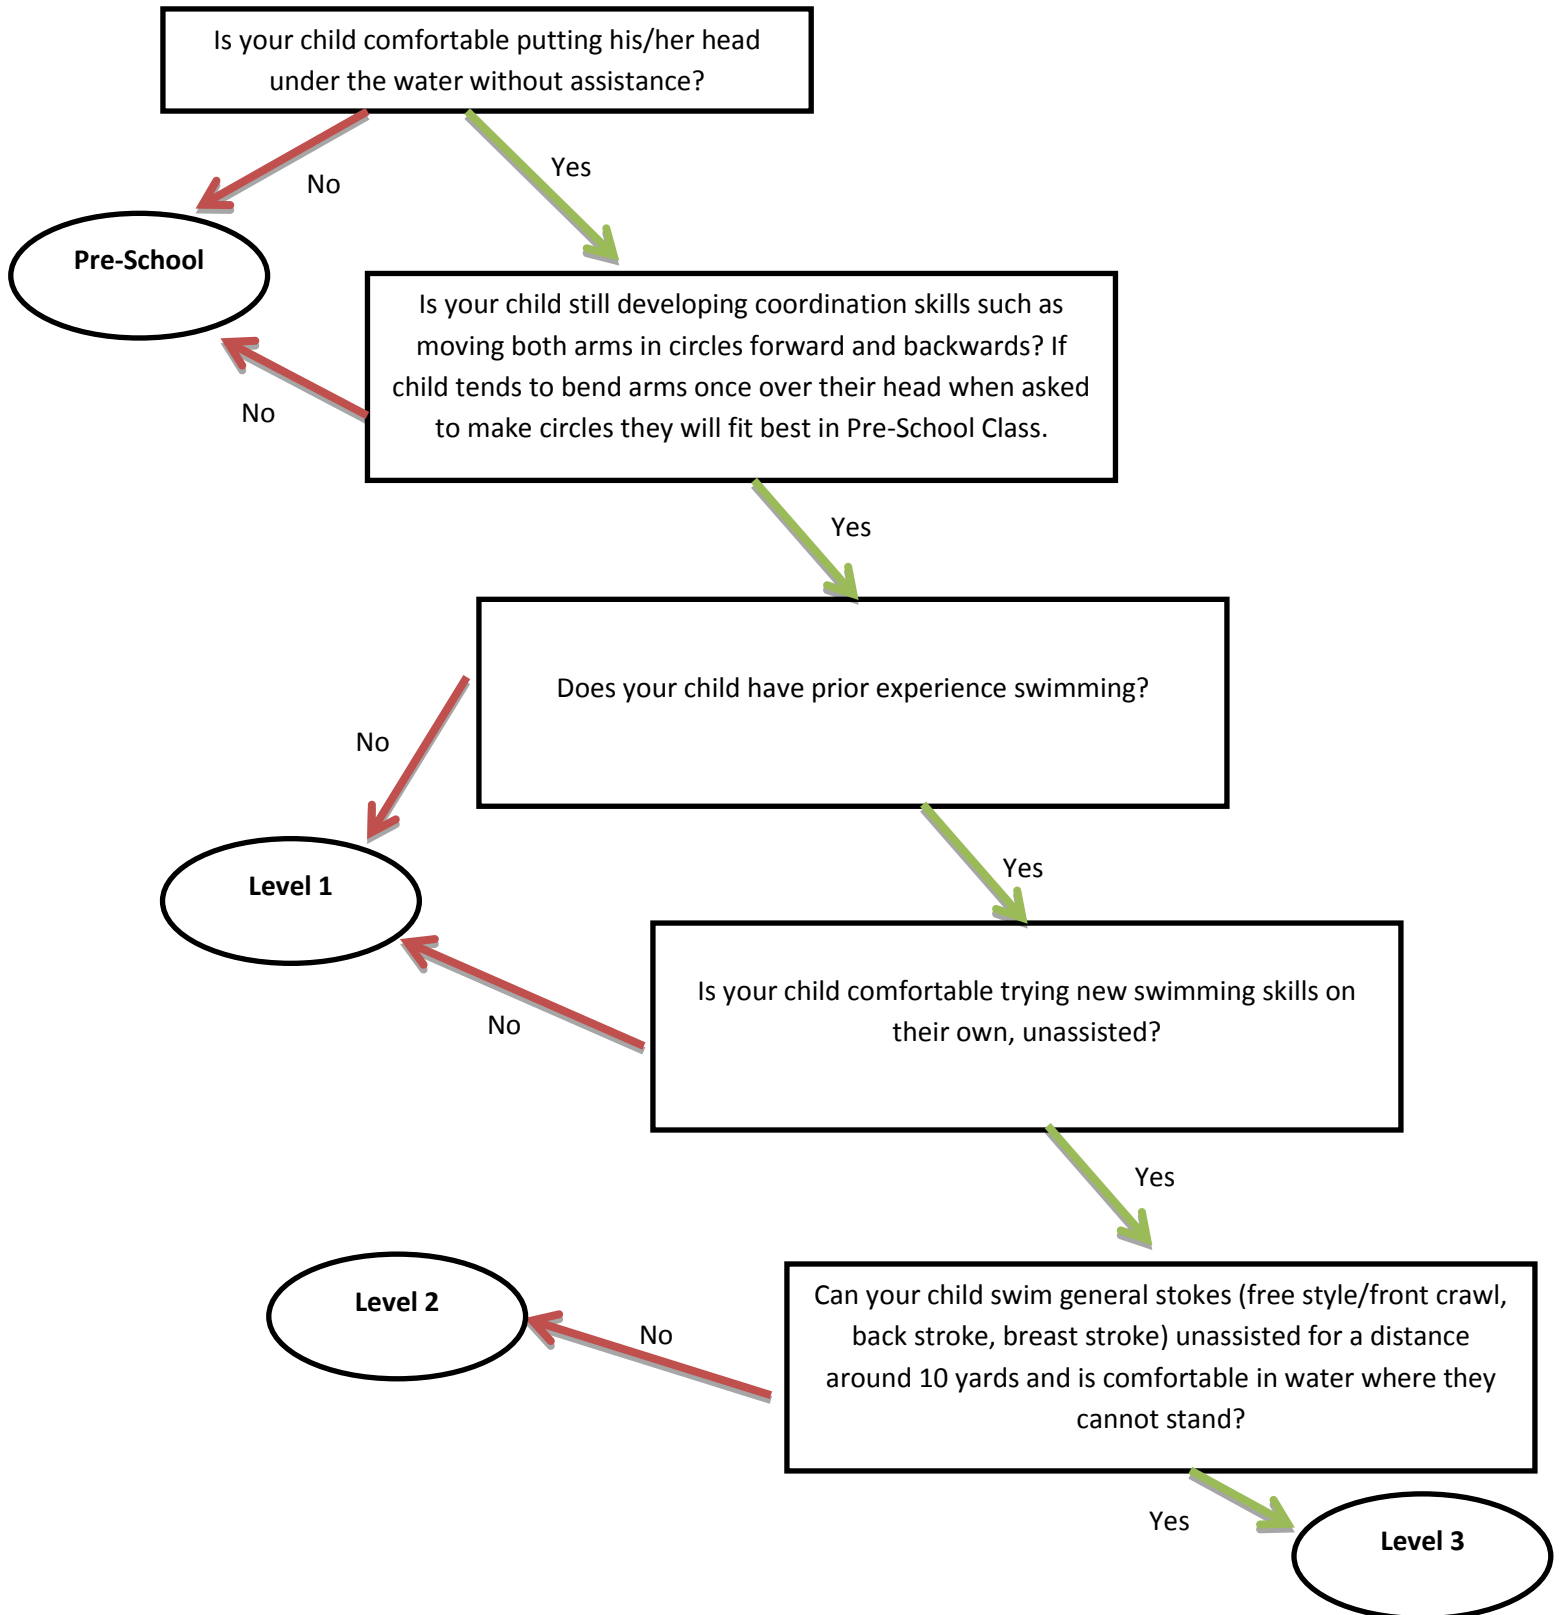 Is your child comfortable putting his/her head
under the water without assistance?
No
Yes
Pre-School
Is your child still developing coordination skills such as
moving both arms in circles forward and backwards? If
child tends to bend arms once over their head when asked
to make circles they will fit best in Pre-School Class.
No
Yes
Does your child have prior experience swimming?
No
Yes
Level 1
Is your child comfortable trying new swimming skills on
their own, unassisted?
No
Yes
Level 2
Can your child swim general stokes (free style/front crawl,
back stroke, breast stroke) unassisted for a distance
around 10 yards and is comfortable in water where they
cannot stand?
No
Yes
Level 3